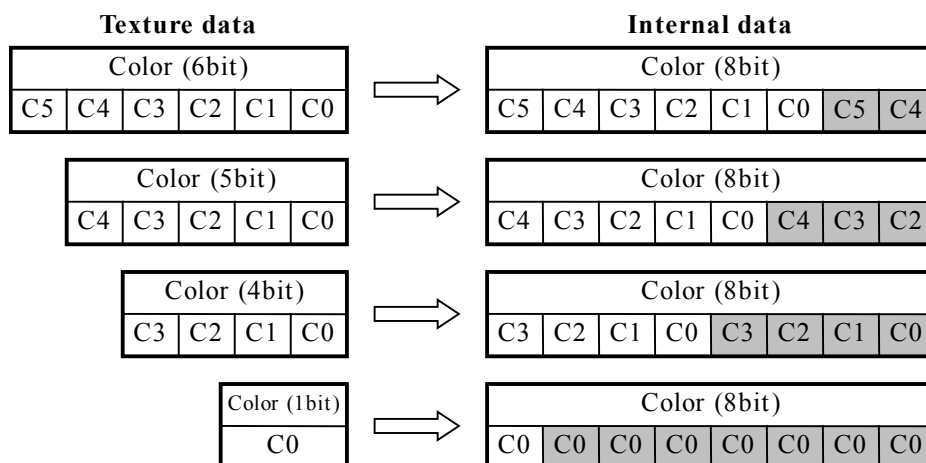 Texture data Internal data
Color (6bit) Color (8bit)
C5 C4 C3 C2 C1 C0 C5 C4 C3 C2 C1 C0 C5 C4
Color (5bit) Color (8bit)
C4 C3 C2 C1 C0 C4 C3 C2 C1 C0 C4 C3 C2
Color (4bit) Color (8bit)
C3 C2 C1 C0 C3 C2 C1 C0 C3 C2 C1 C0
Color (1bit) Color (8bit)
C0 C0 C0 C0 C0 C0 C0 C0 C0